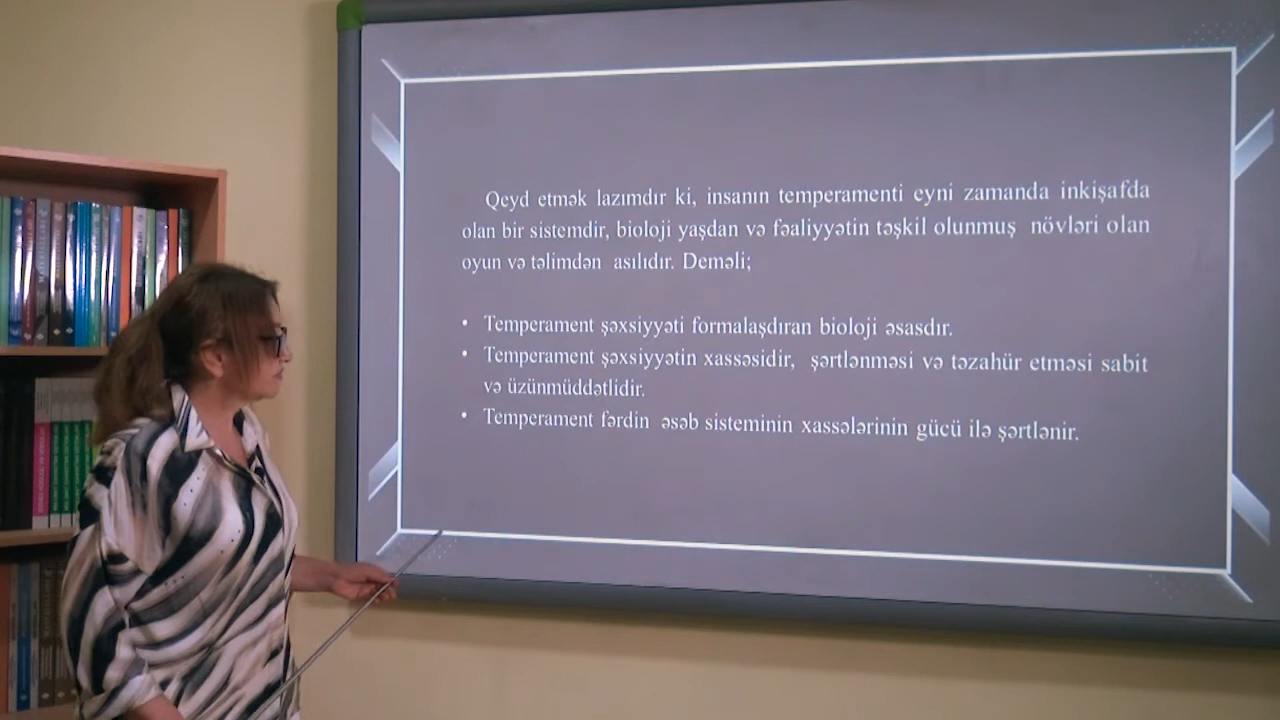 Qeyd etmək lazımdır ki, insanın temperamenti eyni zamanda inkişafda
olan bir sistemdir, bioloji yaşdan və fəaliyyətin təşkil olunmuş növləri olan
oyun və təlimdən asılıdır. Deməli;
• Temperament şəxsiyyəti formalaşdıran bioloji əsasdır.
• Temperament şəxsiyyətin xassəsidir, şərtlənməsi və təzahür etməsi sabit
və üzünmüddətlidir.
• Temperament fərdin əsəb sisteminin xassələrinin gücü ilə şərtlənir.